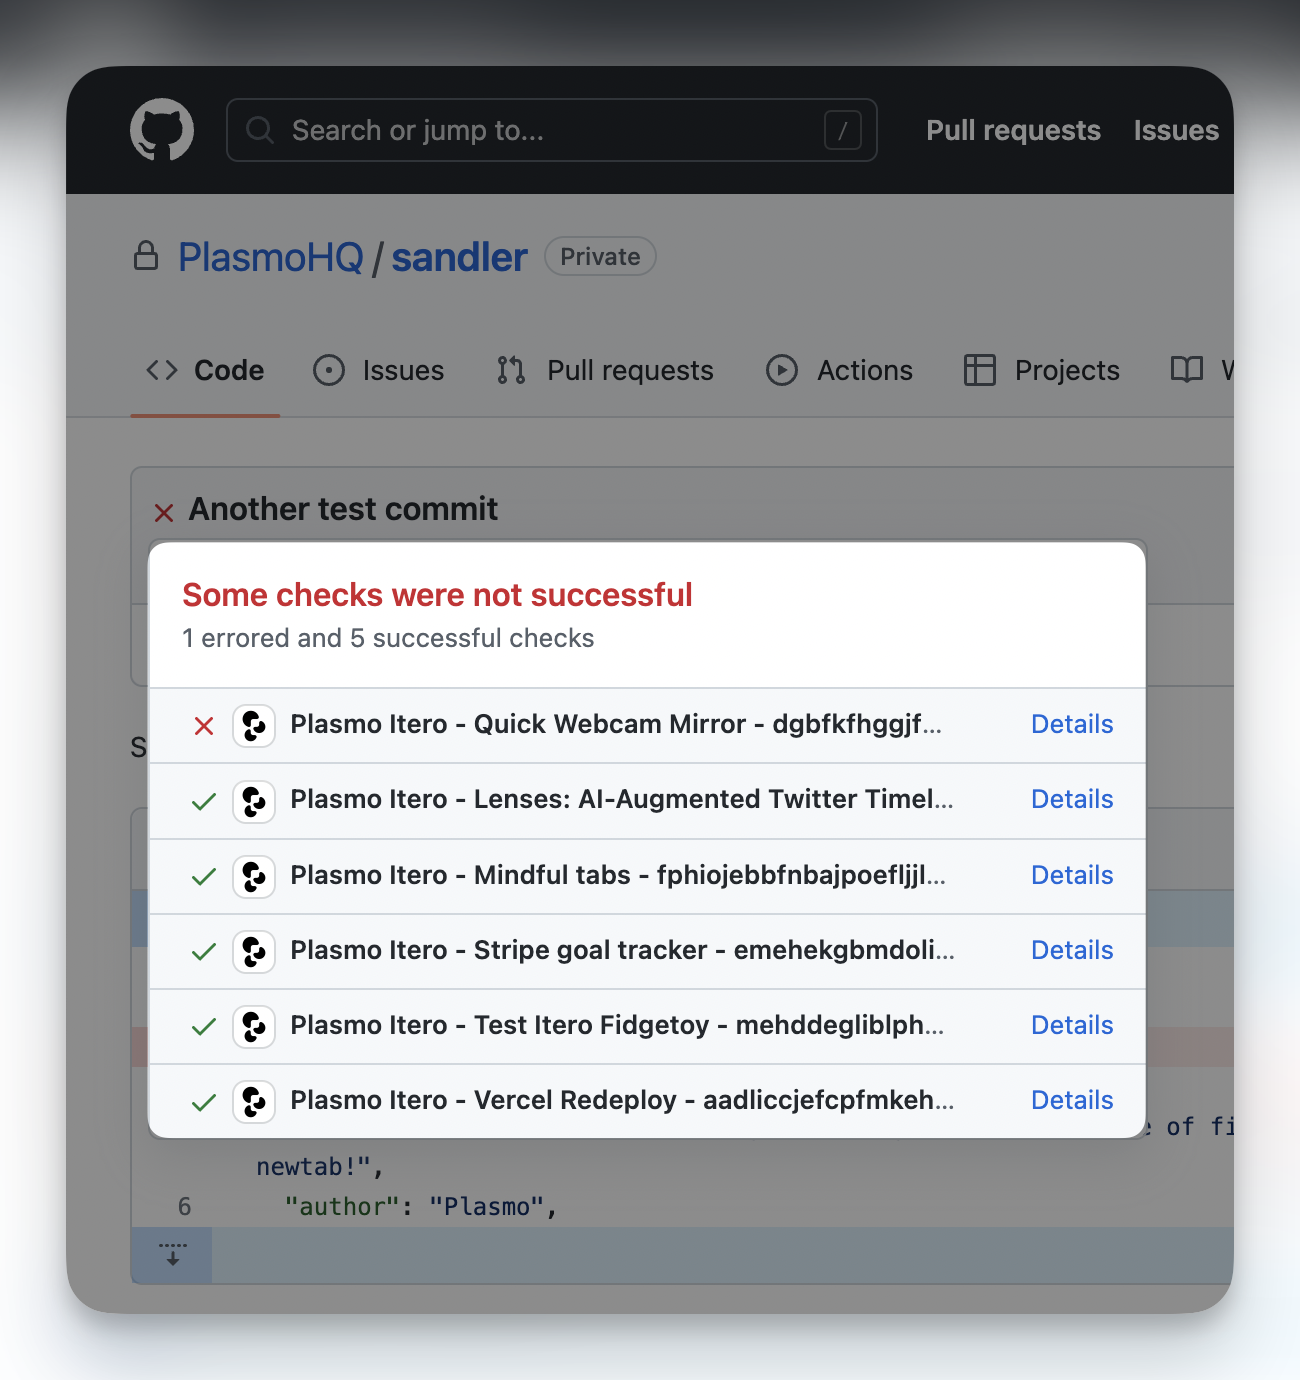 Search or jump to... /
Pull requests Issues
PlasmoHQ / sandler Private
Code Issues Pull requests Actions Projects
Another test commit
Some checks were not successful
1 errored and 5 successful checks
Plasmo Itero - Quick Webcam Mirror - dgbfkfhggjf... Details
Plasmo Itero - Lenses: AI-Augmented Twitter Timel... Details
Plasmo Itero - Mindful tabs - fphiojebbfnbajpoefljjl... Details
Plasmo Itero - Stripe goal tracker - emehekgbmdoli... Details
Plasmo Itero - Test Itero Fidgetoy - mehddegliblph... Details
Plasmo Itero - Vercel Redeploy - aadliccjefcpfmkeh... Details
of fi
newtab!",
6 "author": "Plasmo",